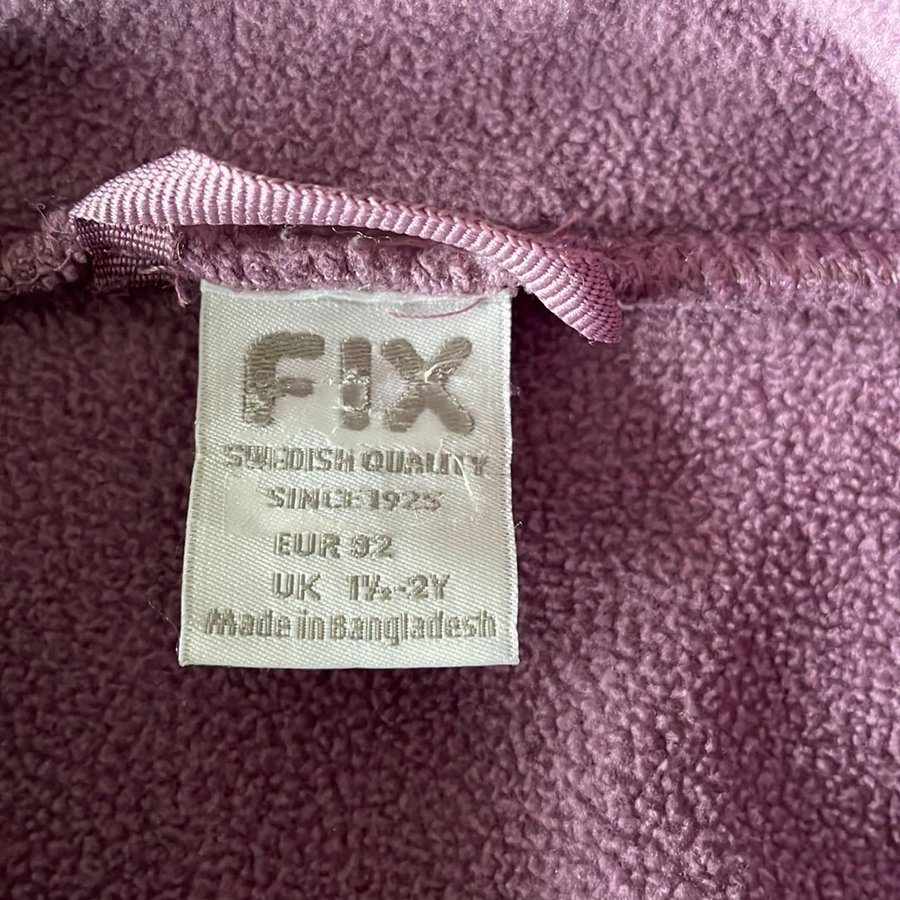 FIX
SWEDISH QUALITY
SINCE 1925
EUR 92
UK 1½-2Y
Made in Bangladesh